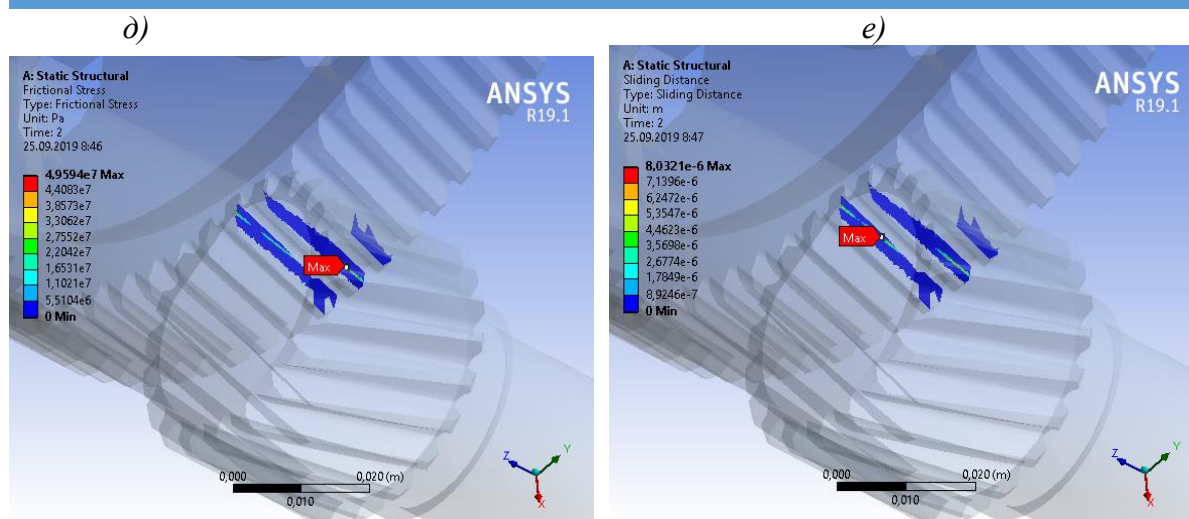 д)
е)
A: Static Structural
Frictional Stress
Type: Frictional Stress
Unit: Pa
Time: 2
25.09.2019 8:46
ANSYS
R19.1
4,9594e7 Max
4,4083e7
3,8573e7
3,3062e7
2,7552e7
2,2042e7
1,6531e7
1,1021e7
5,5104e6
0 Min
Max
0,000
0,020 (m)
0,010
Z
Y
X
A: Static Structural
Sliding Distance
Type: Sliding Distance
Unit: m
Time: 2
25.09.2019 8:47
ANSYS
R19.1
8,0321e-6 Max
7,1396e-6
6,2472e-6
5,3547e-6
4,4623e-6
3,5698e-6
2,6774e-6
1,7849e-6
8,9246e-7
0 Min
Max
0,000
0,020 (m)
0,010
Z
Y
X